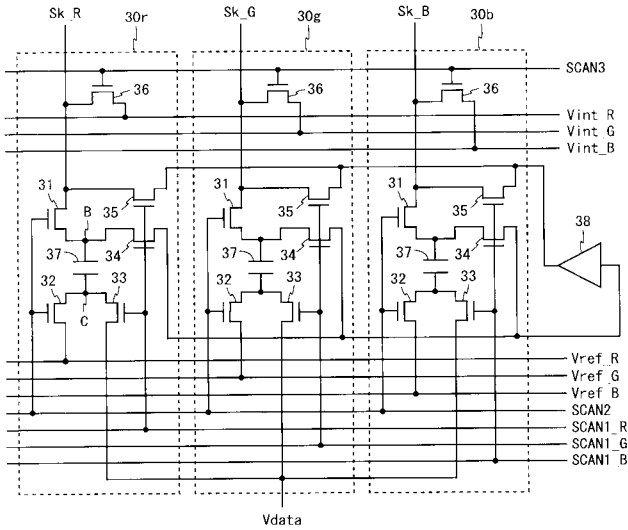 Sk_R 30r Sk_G 30g Sk_B 30b
SCAN3
36 36 36
Vint_R
Vint_G
Vint_B
31 31 31
B 35 35 35
38
37 34 37 34 37 34
32 33 32 33 32 33
C
Vref_R
Vref_G
Vref_B
SCAN2
SCAN1_R
SCAN1_G
SCAN1_B
Vdata